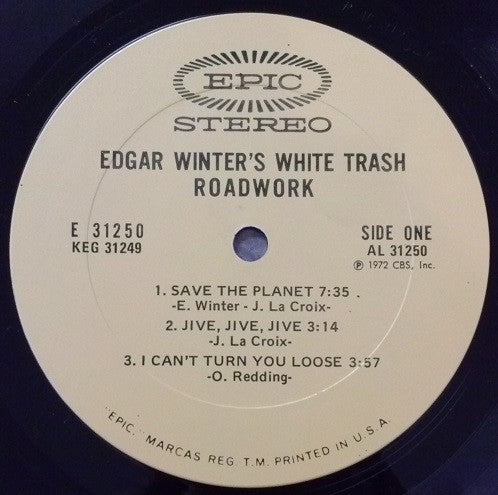 EPIC
STEREO
EDGAR WINTER'S WHITE TRASH
ROADWORK
E 31250
KEG 31249
SIDE ONE
AL 31250
℗ 1972 CBS, Inc.
1. SAVE THE PLANET 7:35
-E. Winter - J. La Croix-
2. JIVE, JIVE, JIVE 3:14
-J. La Croix-
3. I CAN'T TURN YOU LOOSE 3:57
-O. Redding-
"EPIC," MARCAS REG. T.M. PRINTED IN U.S.A.